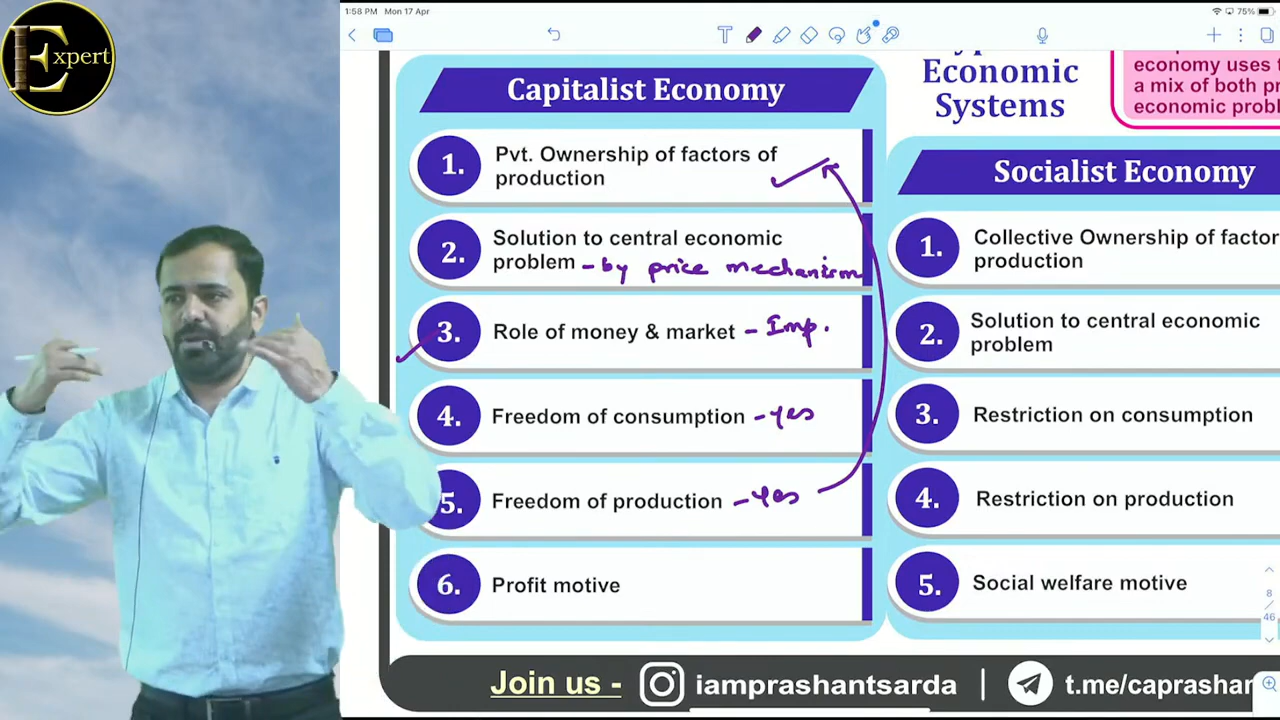 Expert
1:58 PM Mon 17 Apr
75%
Capitalist Economy
1. Pvt. Ownership of factors of
production
2. Solution to central economic
problem - by price mechanism
3. Role of money & market - Imp.
4. Freedom of consumption - yes
5. Freedom of production - yes
6. Profit motive
Economic
Systems
economy uses
a mix of both
economic
Socialist Economy
1. Collective Ownership of
production
2. Solution to central economic
problem
3. Restriction on consumption
4. Restriction on production
5. Social welfare motive
8
/
46
Join us - iamprashantsarda | t.me/caprashar